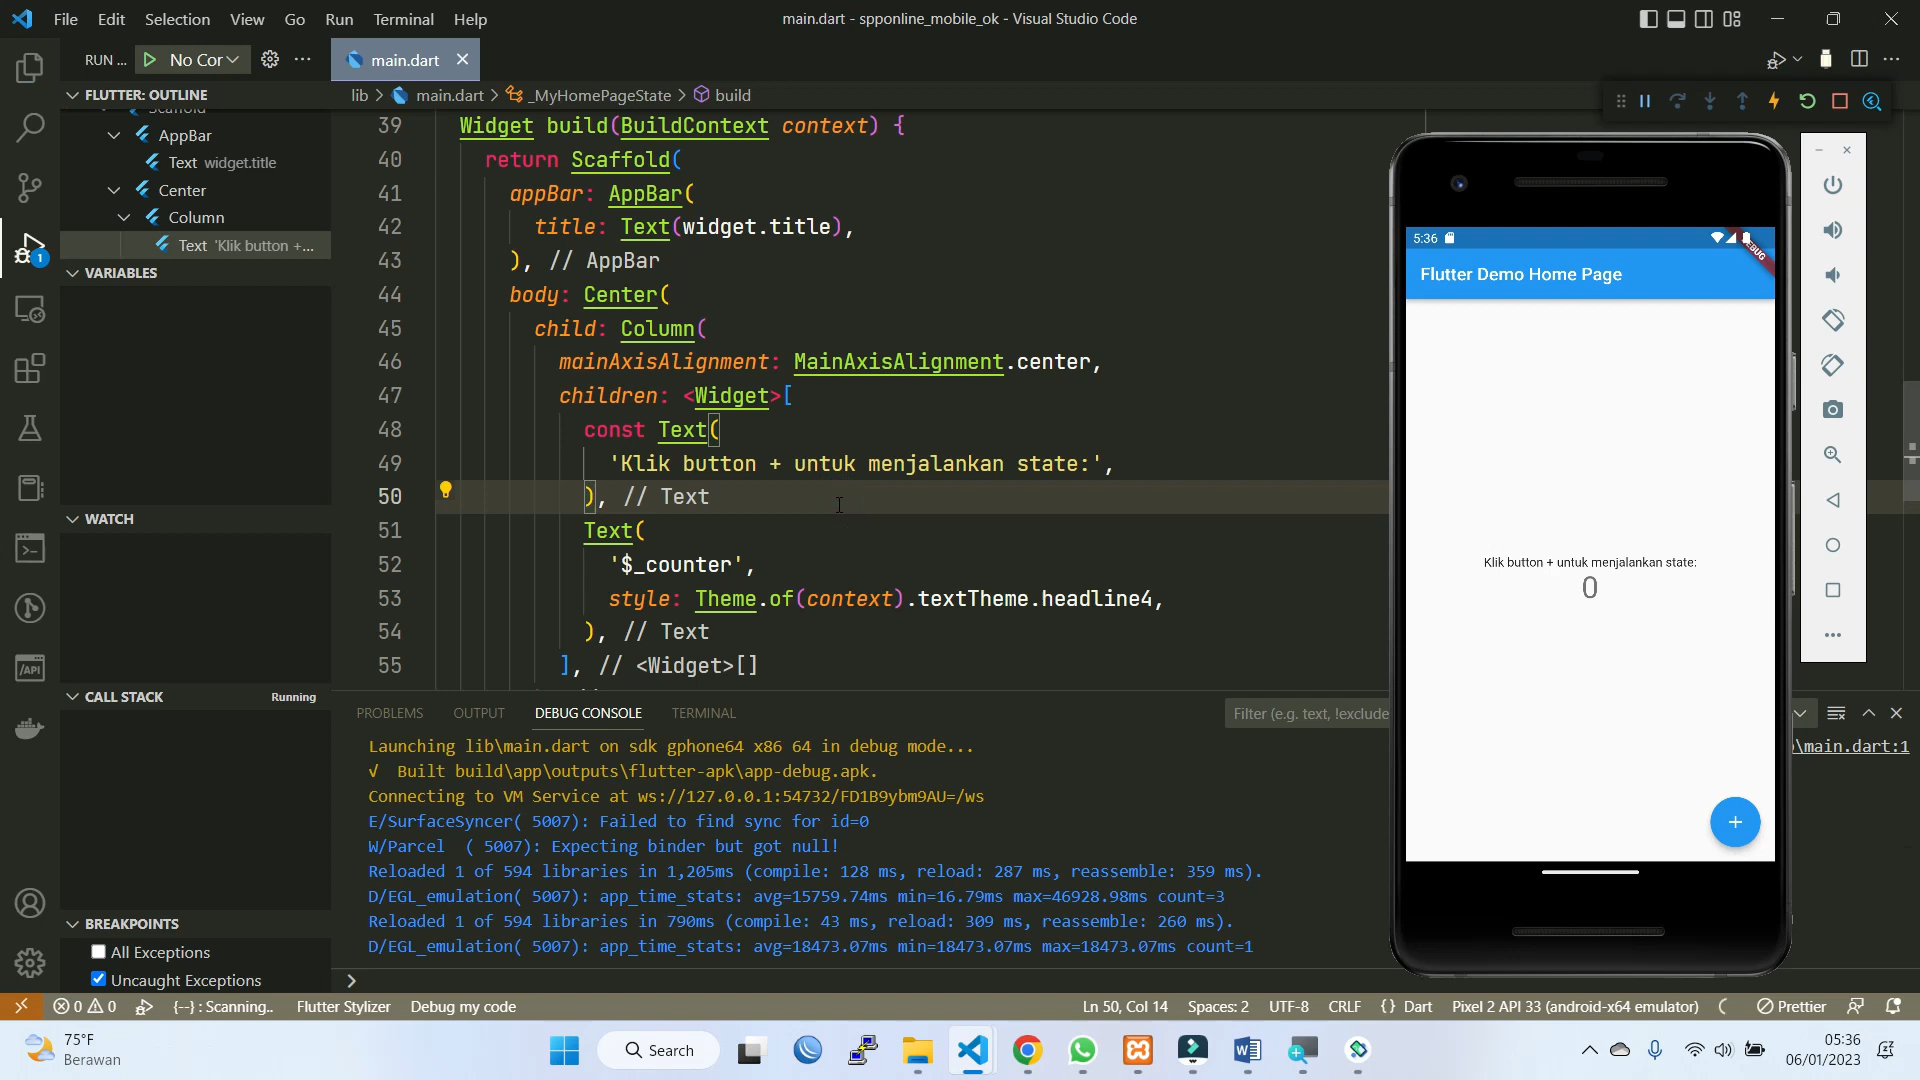 File Edit Selection View Go Run Terminal Help
main.dart - spponline_mobile_ok - Visual Studio Code
RUN ... No Cor
main.dart
FLUTTER: OUTLINE
lib > main.dart > _MyHomePageState > build
Scaffold
AppBar
Text widget.title
Center
Column
Text 'Klik button +...
VARIABLES
WATCH
CALL STACK Running
BREAKPOINTS
All Exceptions
Uncaught Exceptions
1
/API
39 Widget build(BuildContext context) {
40 return Scaffold(
41 appBar: AppBar(
42 title: Text(widget.title),
43 ), // AppBar
44 body: Center(
45 child: Column(
46 mainAxisAlignment: MainAxisAlignment.center,
47 children: <Widget>[
48 const Text(
49 'Klik button + untuk menjalankan state:',
50 ), // Text
51 Text(
52 '$_counter',
53 style: Theme.of(context).textTheme.headline4,
54 ), // Text
55 ], // <Widget>[]
PROBLEMS OUTPUT DEBUG CONSOLE TERMINAL
Filter (e.g. text, !exclude
Launching lib\main.dart on sdk gphone64 x86 64 in debug mode...
\main.dart:1
√ Built build\app\outputs\flutter-apk\app-debug.apk.
Connecting to VM Service at ws://127.0.0.1:54732/FD1B9ybm9AU=/ws
E/SurfaceSyncer( 5007): Failed to find sync for id=0
W/Parcel ( 5007): Expecting binder but got null!
Reloaded 1 of 594 libraries in 1,205ms (compile: 128 ms, reload: 287 ms, reassemble: 359 ms).
D/EGL_emulation( 5007): app_time_stats: avg=15759.74ms min=16.79ms max=46928.98ms count=3
Reloaded 1 of 594 libraries in 790ms (compile: 43 ms, reload: 309 ms, reassemble: 260 ms).
D/EGL_emulation( 5007): app_time_stats: avg=18473.07ms min=18473.07ms max=18473.07ms count=1
5:36
DEBUG
Flutter Demo Home Page
Klik button + untuk menjalankan state:
0
+
0 0 {--} : Scanning.. Flutter Stylizer Debug my code
Ln 50, Col 14 Spaces: 2 UTF-8 CRLF {} Dart Pixel 2 API 33 (android-x64 emulator) Prettier
75°F
Berawan
Search
05:36
06/01/2023